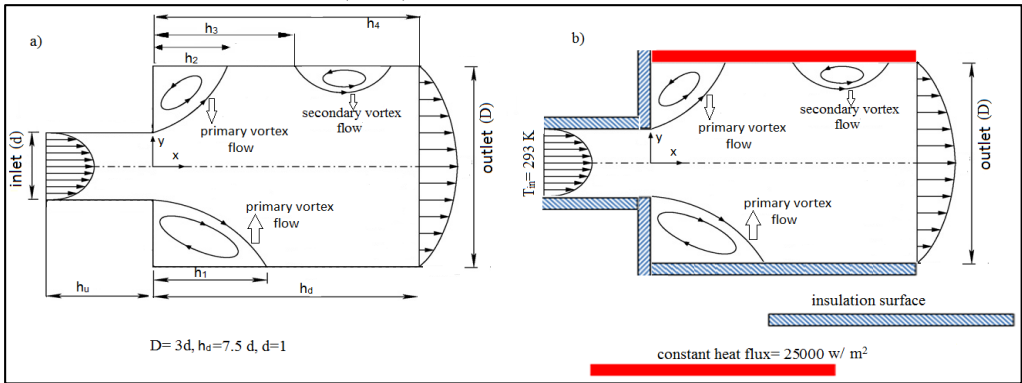 a)
h3
h4
h2
secondary vortex
flow
primary vortex
flow
y
x
inlet (d)
outlet (D)
primary vortex
flow
h1
hu
hd
D= 3d, hd=7.5 d, d=1
b)
secondary vortex
flow
primary vortex
flow
y
x
Tin= 293 K
outlet (D)
primary vortex
flow
insulation surface
constant heat flux= 25000 w/ m2